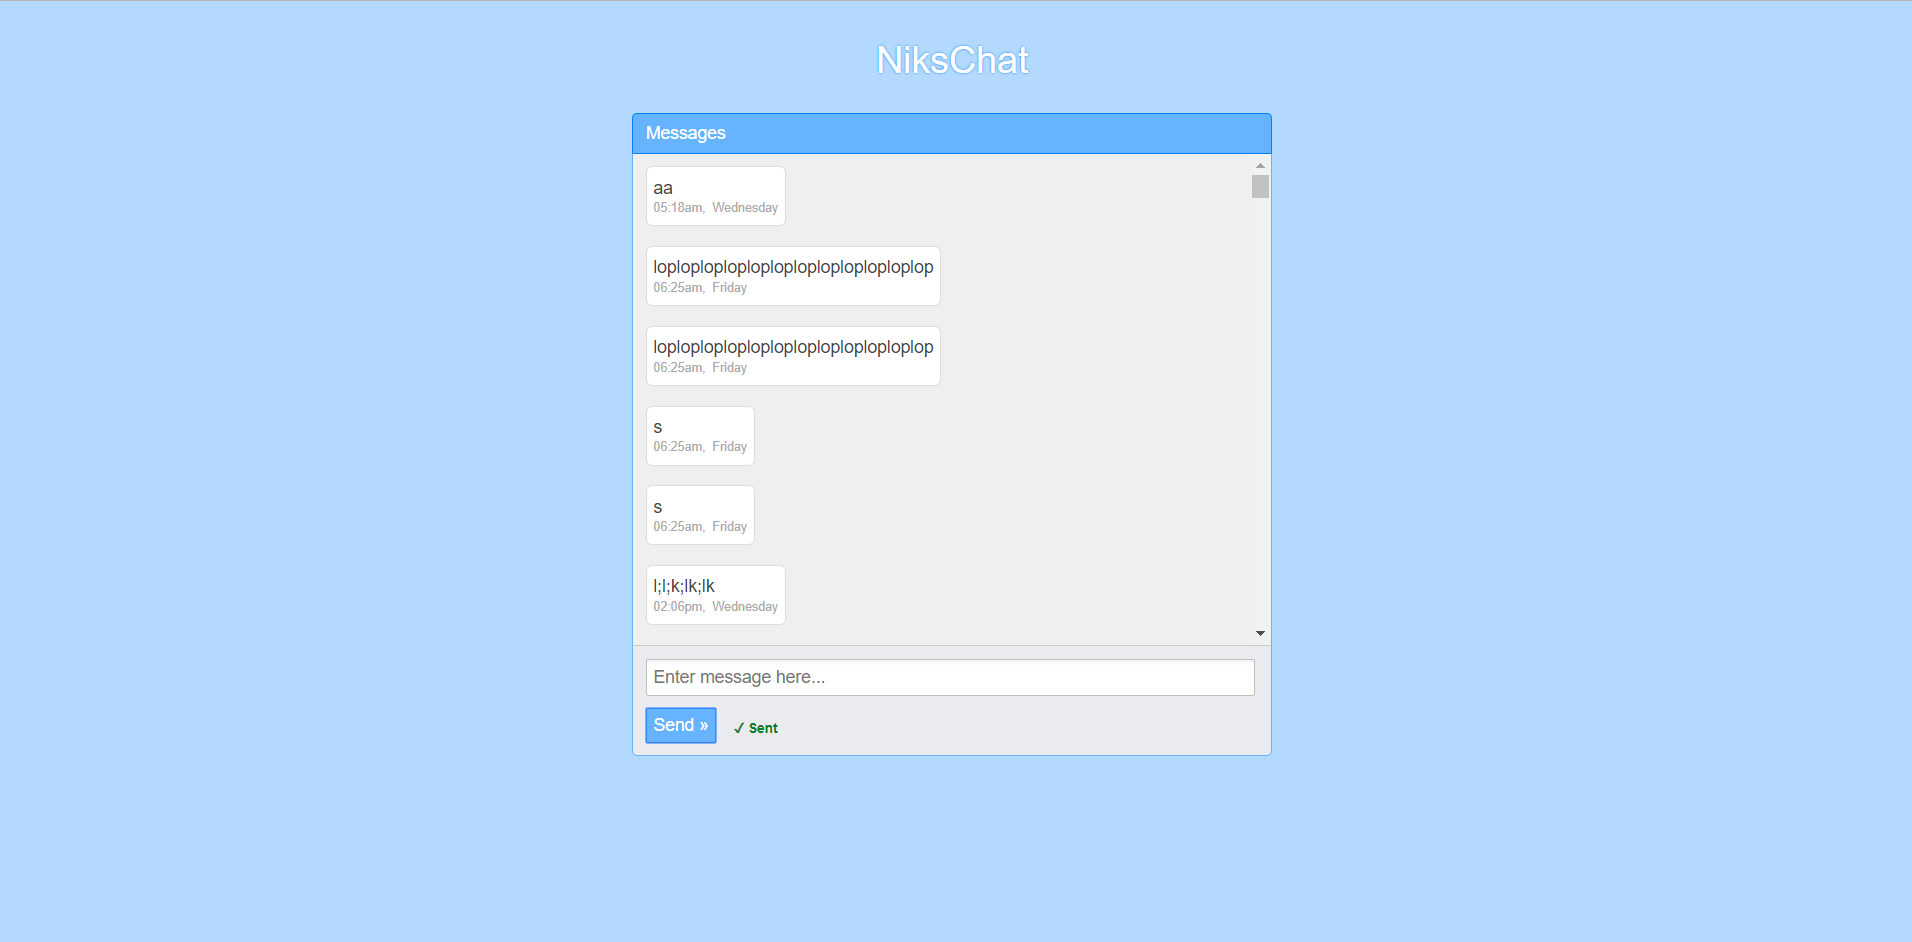 NiksChat
Messages
aa
05:18am, Wednesday
loploploploploploploploploploploplop
06:25am, Friday
loploploploploploploploploploploplop
06:25am, Friday
s
06:25am, Friday
s
06:25am, Friday
l;l;k;lk;lk
02:06pm, Wednesday
Enter message here...
Send »
✓ Sent